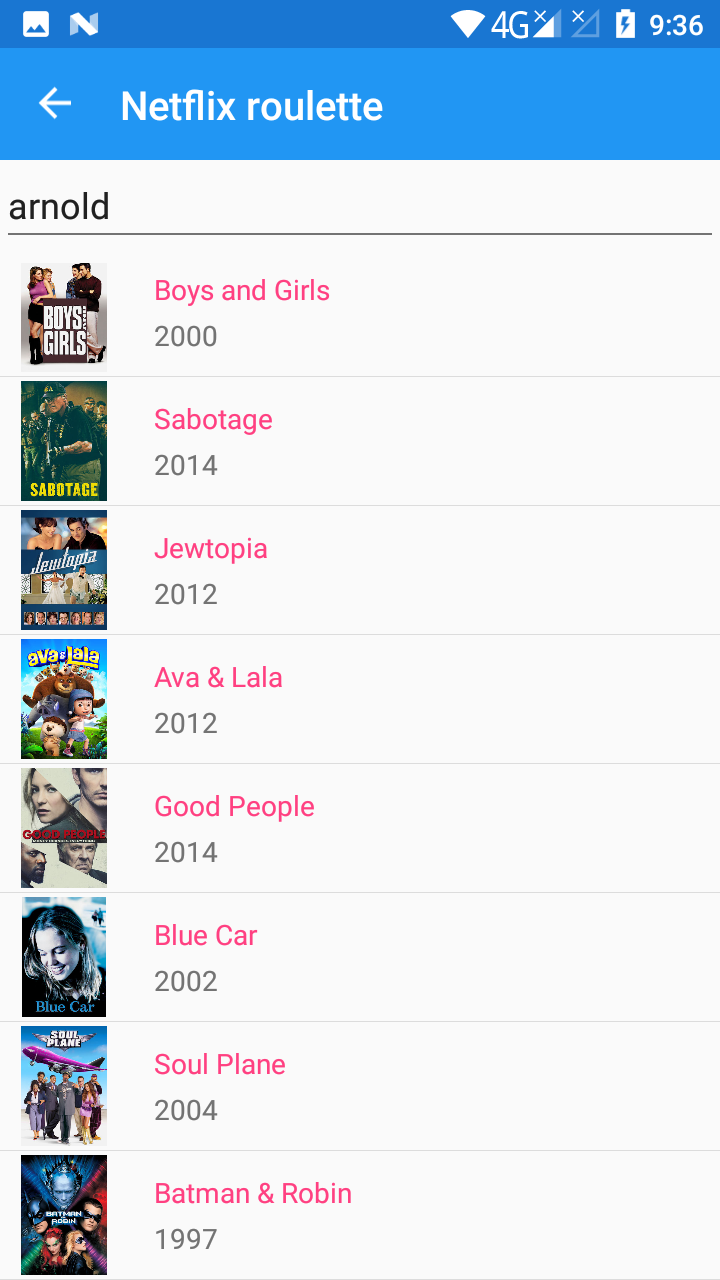 4G 9:36
Netflix roulette
arnold
BOYS AND GIRLS
Boys and Girls
2000
SABOTAGE
Sabotage
2014
Jewtopia
Jewtopia
2012
ava & lala
Ava & Lala
2012
GOOD PEOPLE
Good People
2014
Blue Car
Blue Car
2002
SOUL PLANE
Soul Plane
2004
BATMAN & ROBIN
Batman & Robin
1997